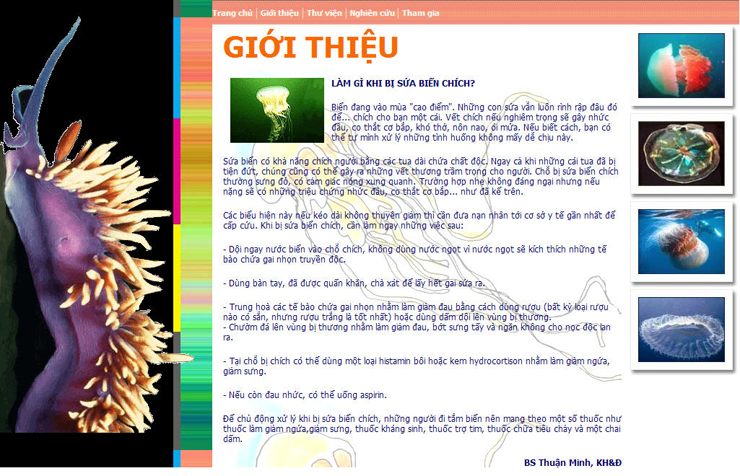 Trang chủ | Giới thiệu | Thư viện | Nghiên cứu | Tham gia
GIỚI THIỆU
LÀM GÌ KHI BỊ SỨA BIỂN CHÍCH?
Biển đang vào mùa "cao điểm". Những con sứa vẫn luôn rình rập đâu đó
để... chích cho bạn một cái. Vết chích nếu nghiêm trọng sẽ gây nhức
đầu, co thắt cơ bắp, khó thở, nôn nao, ói mửa. Nếu biết cách, bạn có
thể tự mình xử lý những tình huống không mấy dễ chịu này.
Sứa biển có khả năng chích người bằng các tua dài chứa chất độc. Ngay cả khi những cái tua đã bị
tiện đứt, chúng cũng có thể gây ra những vết thương trầm trọng cho người. Chỗ bị sứa biển chích
thường sưng đỏ, có cảm giác nóng xung quanh. Trường hợp nhẹ không đáng ngại nhưng nếu
nặng sẽ có những triệu chứng nhức đầu, co thắt cơ bắp... như đã kể trên.
Các biểu hiện này nếu kéo dài không thuyên giảm thì cần đưa nạn nhân tới cơ sở y tế gần nhất để
cấp cứu. Khi bị sứa biển chích, cần làm ngay những việc sau:
- Dội ngay nước biển vào chỗ chích, không dùng nước ngọt vì nước ngọt sẽ kích thích những tế
bào chứa gai nhọn truyền độc.
- Dùng bàn tay, đã được quấn khăn, chà xát để lấy hết gai sứa ra.
- Trung hoà các tế bào chứa gai nhọn nhằm làm giảm đau bằng cách dùng rượu (bất kỳ loại rượu
nào có sẵn, nhưng rượu trắng là tốt nhất) hoặc dùng dấm dội lên vùng bị thương.
- Chườm đá lên vùng bị thương nhằm làm giảm đau, bớt sưng tấy và ngăn không cho nọc độc lan
ra.
- Tại chỗ bị chích có thể dùng một loại histamin bôi hoặc kem hydrocortison nhằm làm giảm ngứa,
giảm sưng.
- Nếu còn đau nhức, có thể uống aspirin.
Để chủ động xử lý khi bị sứa biển chích, những người đi tắm biển nên mang theo một số thuốc như
thuốc làm giảm ngứa,giảm sưng, thuốc kháng sinh, thuốc trợ tim, thuốc chữa tiêu chảy và một chai
dấm.
BS Thuận Minh, KH&Đ